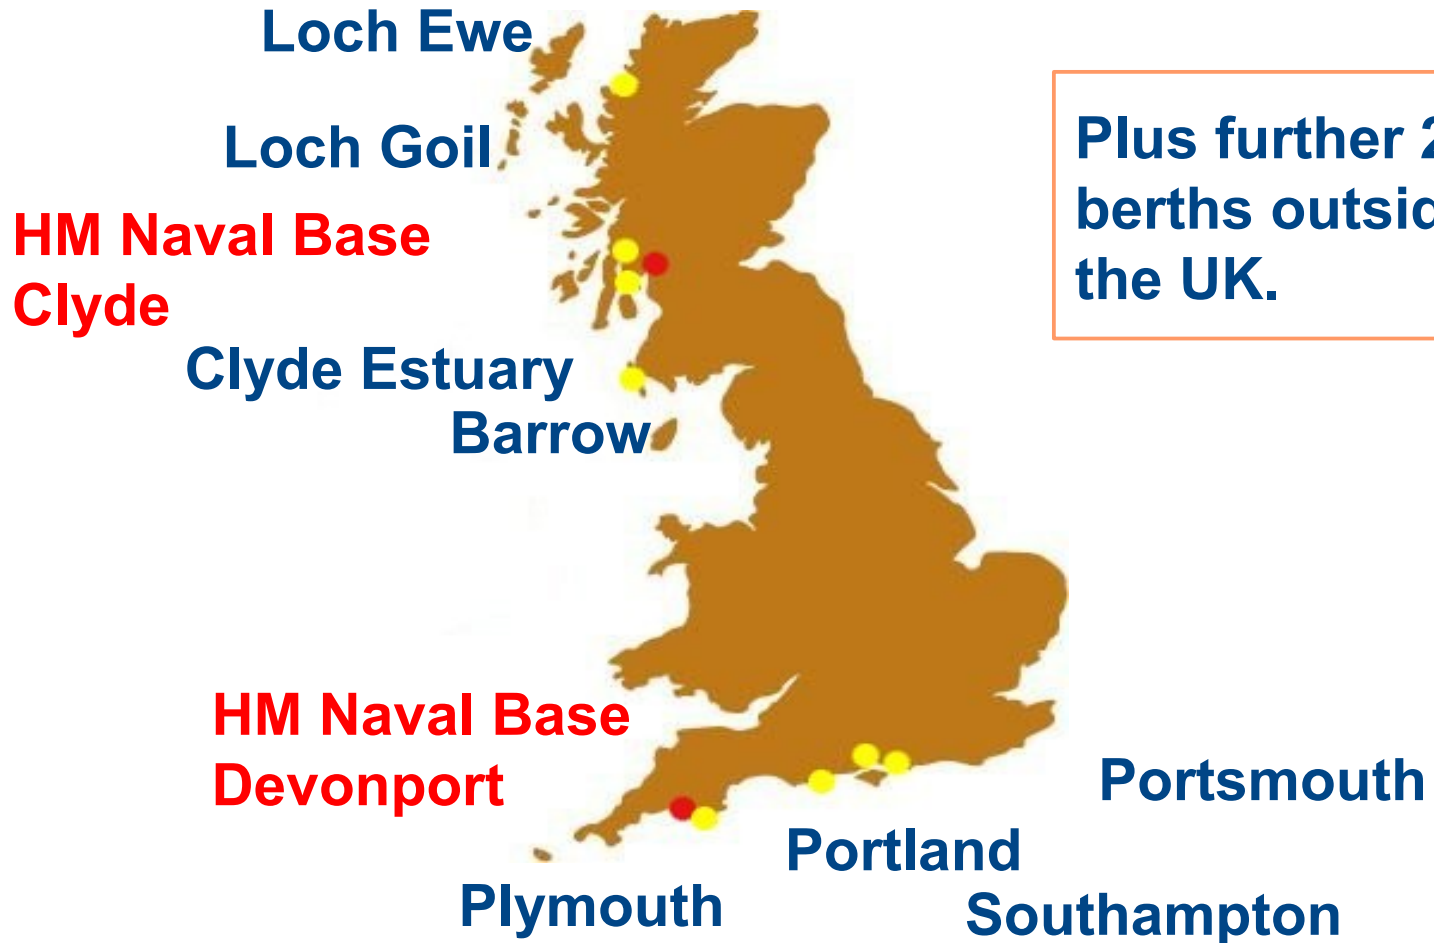 Loch Ewe
Loch Goil
HM Naval Base
Clyde
Clyde Estuary
Barrow
Plus further
berths
the UK.
HM Naval Base
Devonport
Portsmouth
Portland
Plymouth
Southampton